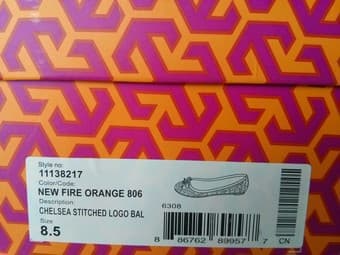 Style no:
11138217
Color/Code:
NEW FIRE ORANGE 806
Description:
CHELSEA STITCHED LOGO BAL
Size
8.5
6308
8 86762 89957 7
CN